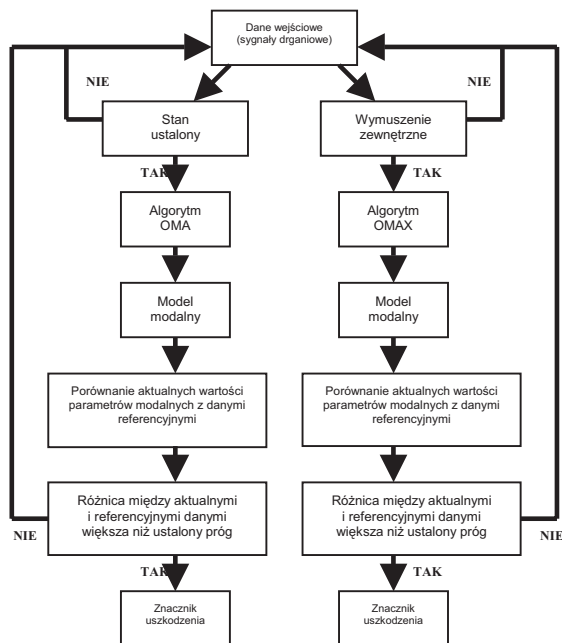 Dane wejściowe
(sygnały drganiowe)
NIE
NIE
Stan
ustalony
Wymuszenie
zewnętrzne
TAK
TAK
Algorytm
OMA
Algorytm
OMAX
Model
modalny
Model
modalny
Porównanie aktualnych wartości
parametrów modalnych z danymi
referencyjnymi
Porównanie aktualnych wartości
parametrów modalnych z danymi
referencyjnymi
Różnica między aktualnymi
i referencyjnymi danymi
większa niż ustalony próg
Różnica między aktualnymi
i referencyjnymi danymi
większa niż ustalony próg
NIE
NIE
TAK
TAK
Znacznik
uszkodzenia
Znacznik
uszkodzenia